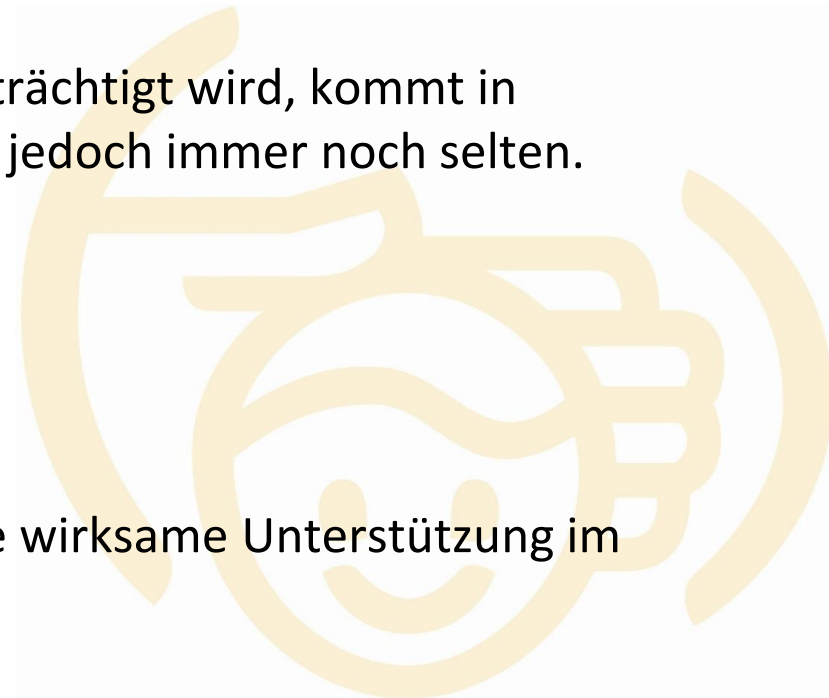 trächtigt wird, kommt in
jedoch immer noch selten.
e wirksame Unterstützung im